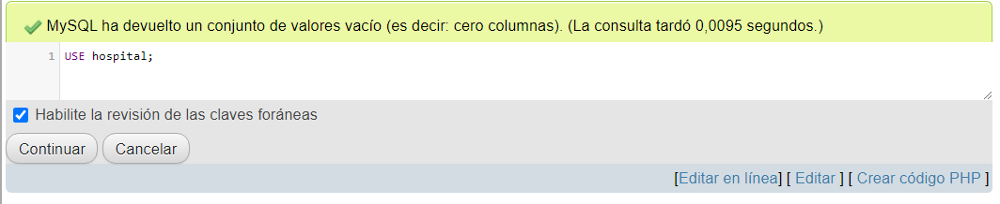 MySQL ha devuelto un conjunto de valores vacío (es decir: cero columnas). (La consulta tardó 0,0095 segundos.)
1 USE hospital;
Habilite la revisión de las claves foráneas
Continuar Cancelar
[Editar en línea] [ Editar ] [ Crear código PHP ]